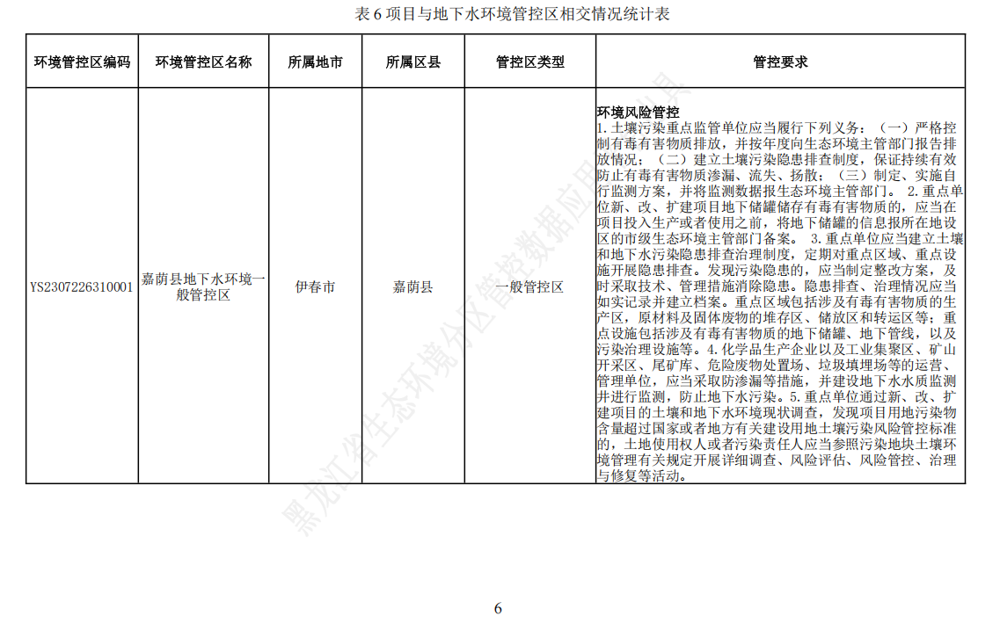 表 6 项目与地下水环境管控区相交情况统计表
环境管控区编码 环境管控区名称 所属地市 所属区县 管控区类型 管控要求
YS2307226310001
嘉荫县地下水环境一
般管控区
伊春市
嘉荫县
一般管控区
环境风险管控
1.土壤污染重点监管单位应当履行下列义务：（一）严格控
制有毒有害物质排放，并按年度向生态环境主管部门报告排
放情况；（二）建立土壤污染隐患排查制度，保证持续有效
防止有毒有害物质渗漏、流失、扬散；（三）制定、实施自
行监测方案，并将监测数据报生态环境主管部门。 2.重点单
位新、改、扩建项目地下储罐储存有毒有害物质的，应当在
项目投入生产或者使用之前，将地下储罐的信息报所在地设
区的市级生态环境主管部门备案。 3.重点单位应当建立土壤
和地下水污染隐患排查治理制度，定期对重点区域、重点设
施开展隐患排查。发现污染隐患的，应当制定整改方案，及
时采取技术、管理措施消除隐患。隐患排查、治理情况应当
如实记录并建立档案。重点区域包括涉及有毒有害物质的生
产区，原材料及固体废物的堆存区、储放区和转运区等；重
点设施包括涉及有毒有害物质的地下储罐、地下管线，以及
污染治理设施等。4.化学品生产企业以及工业集聚区、矿山
开采区、尾矿库、危险废物处置场、垃圾填埋场等的运营、
管理单位，应当采取防渗漏等措施，并建设地下水水质监测
井进行监测，防止地下水污染。5.重点单位通过新、改、扩
建项目的土壤和地下水环境现状调查，发现项目用地污染物
含量超过国家或者地方有关建设用地土壤污染风险管控标准
的，土地使用权人或者污染责任人应当参照污染地块土壤环
境管理有关规定开展详细调查、风险评估、风险管控、治理
与修复等活动。
黑龙江省生态环境分区管控数据应用
具
6